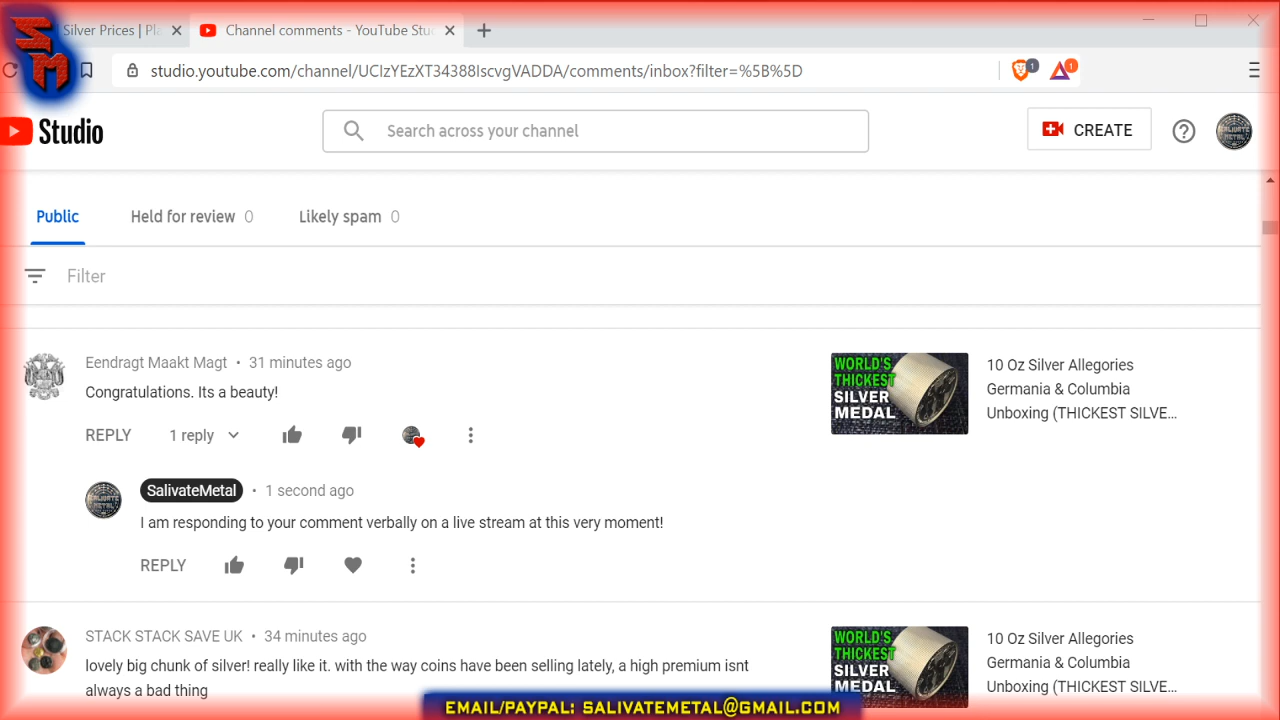 SM
Silver Prices | Pla
Channel comments - YouTube Stu
studio.youtube.com/channel/UCIzYEzXT34388IscvgVADDA/comments/inbox?filter=%5B%5D
1
1
Studio
Search across your channel
CREATE
Public
Held for review 0
Likely spam 0
Filter
Eendragt Maakt Magt • 31 minutes ago
Congratulations. Its a beauty!
REPLY
1 reply
WORLD'S
THICKEST
SILVER
MEDAL
10 Oz Silver Allegories
Germania & Columbia
Unboxing (THICKEST SILVE...
SalivateMetal • 1 second ago
I am responding to your comment verbally on a live stream at this very moment!
REPLY
STACK STACK SAVE UK • 34 minutes ago
lovely big chunk of silver! really like it. with the way coins have been selling lately, a high premium isnt
always a bad thing
WORLD'S
THICKEST
SILVER
MEDAL
10 Oz Silver Allegories
Germania & Columbia
Unboxing (THICKEST SILVE...
EMAIL/PAYPAL: SALIVATEMETAL@GMAIL.COM